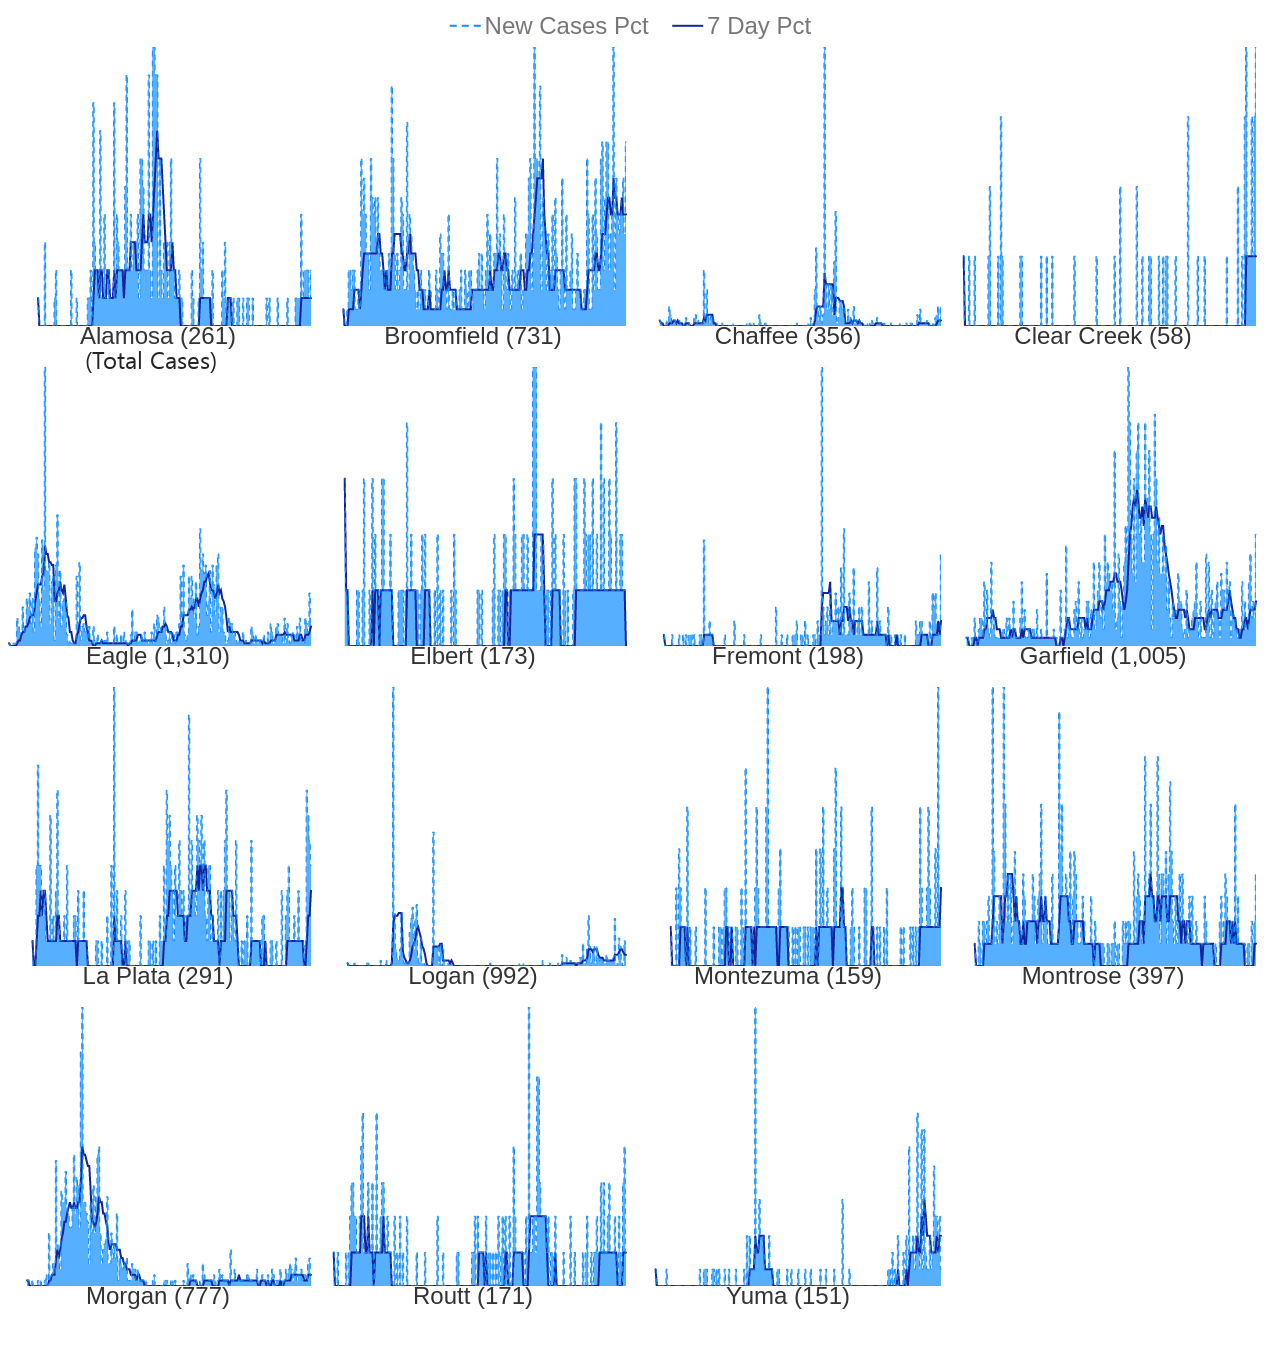 New Cases Pct 7 Day Pct
Alamosa (261) Broomfield (731) Chaffee (356) Clear Creek (58)
(Total Cases)
Eagle (1,310) Elbert (173) Fremont (198) Garfield (1,005)
La Plata (291) Logan (992) Montezuma (159) Montrose (397)
Morgan (777) Routt (171) Yuma (151)